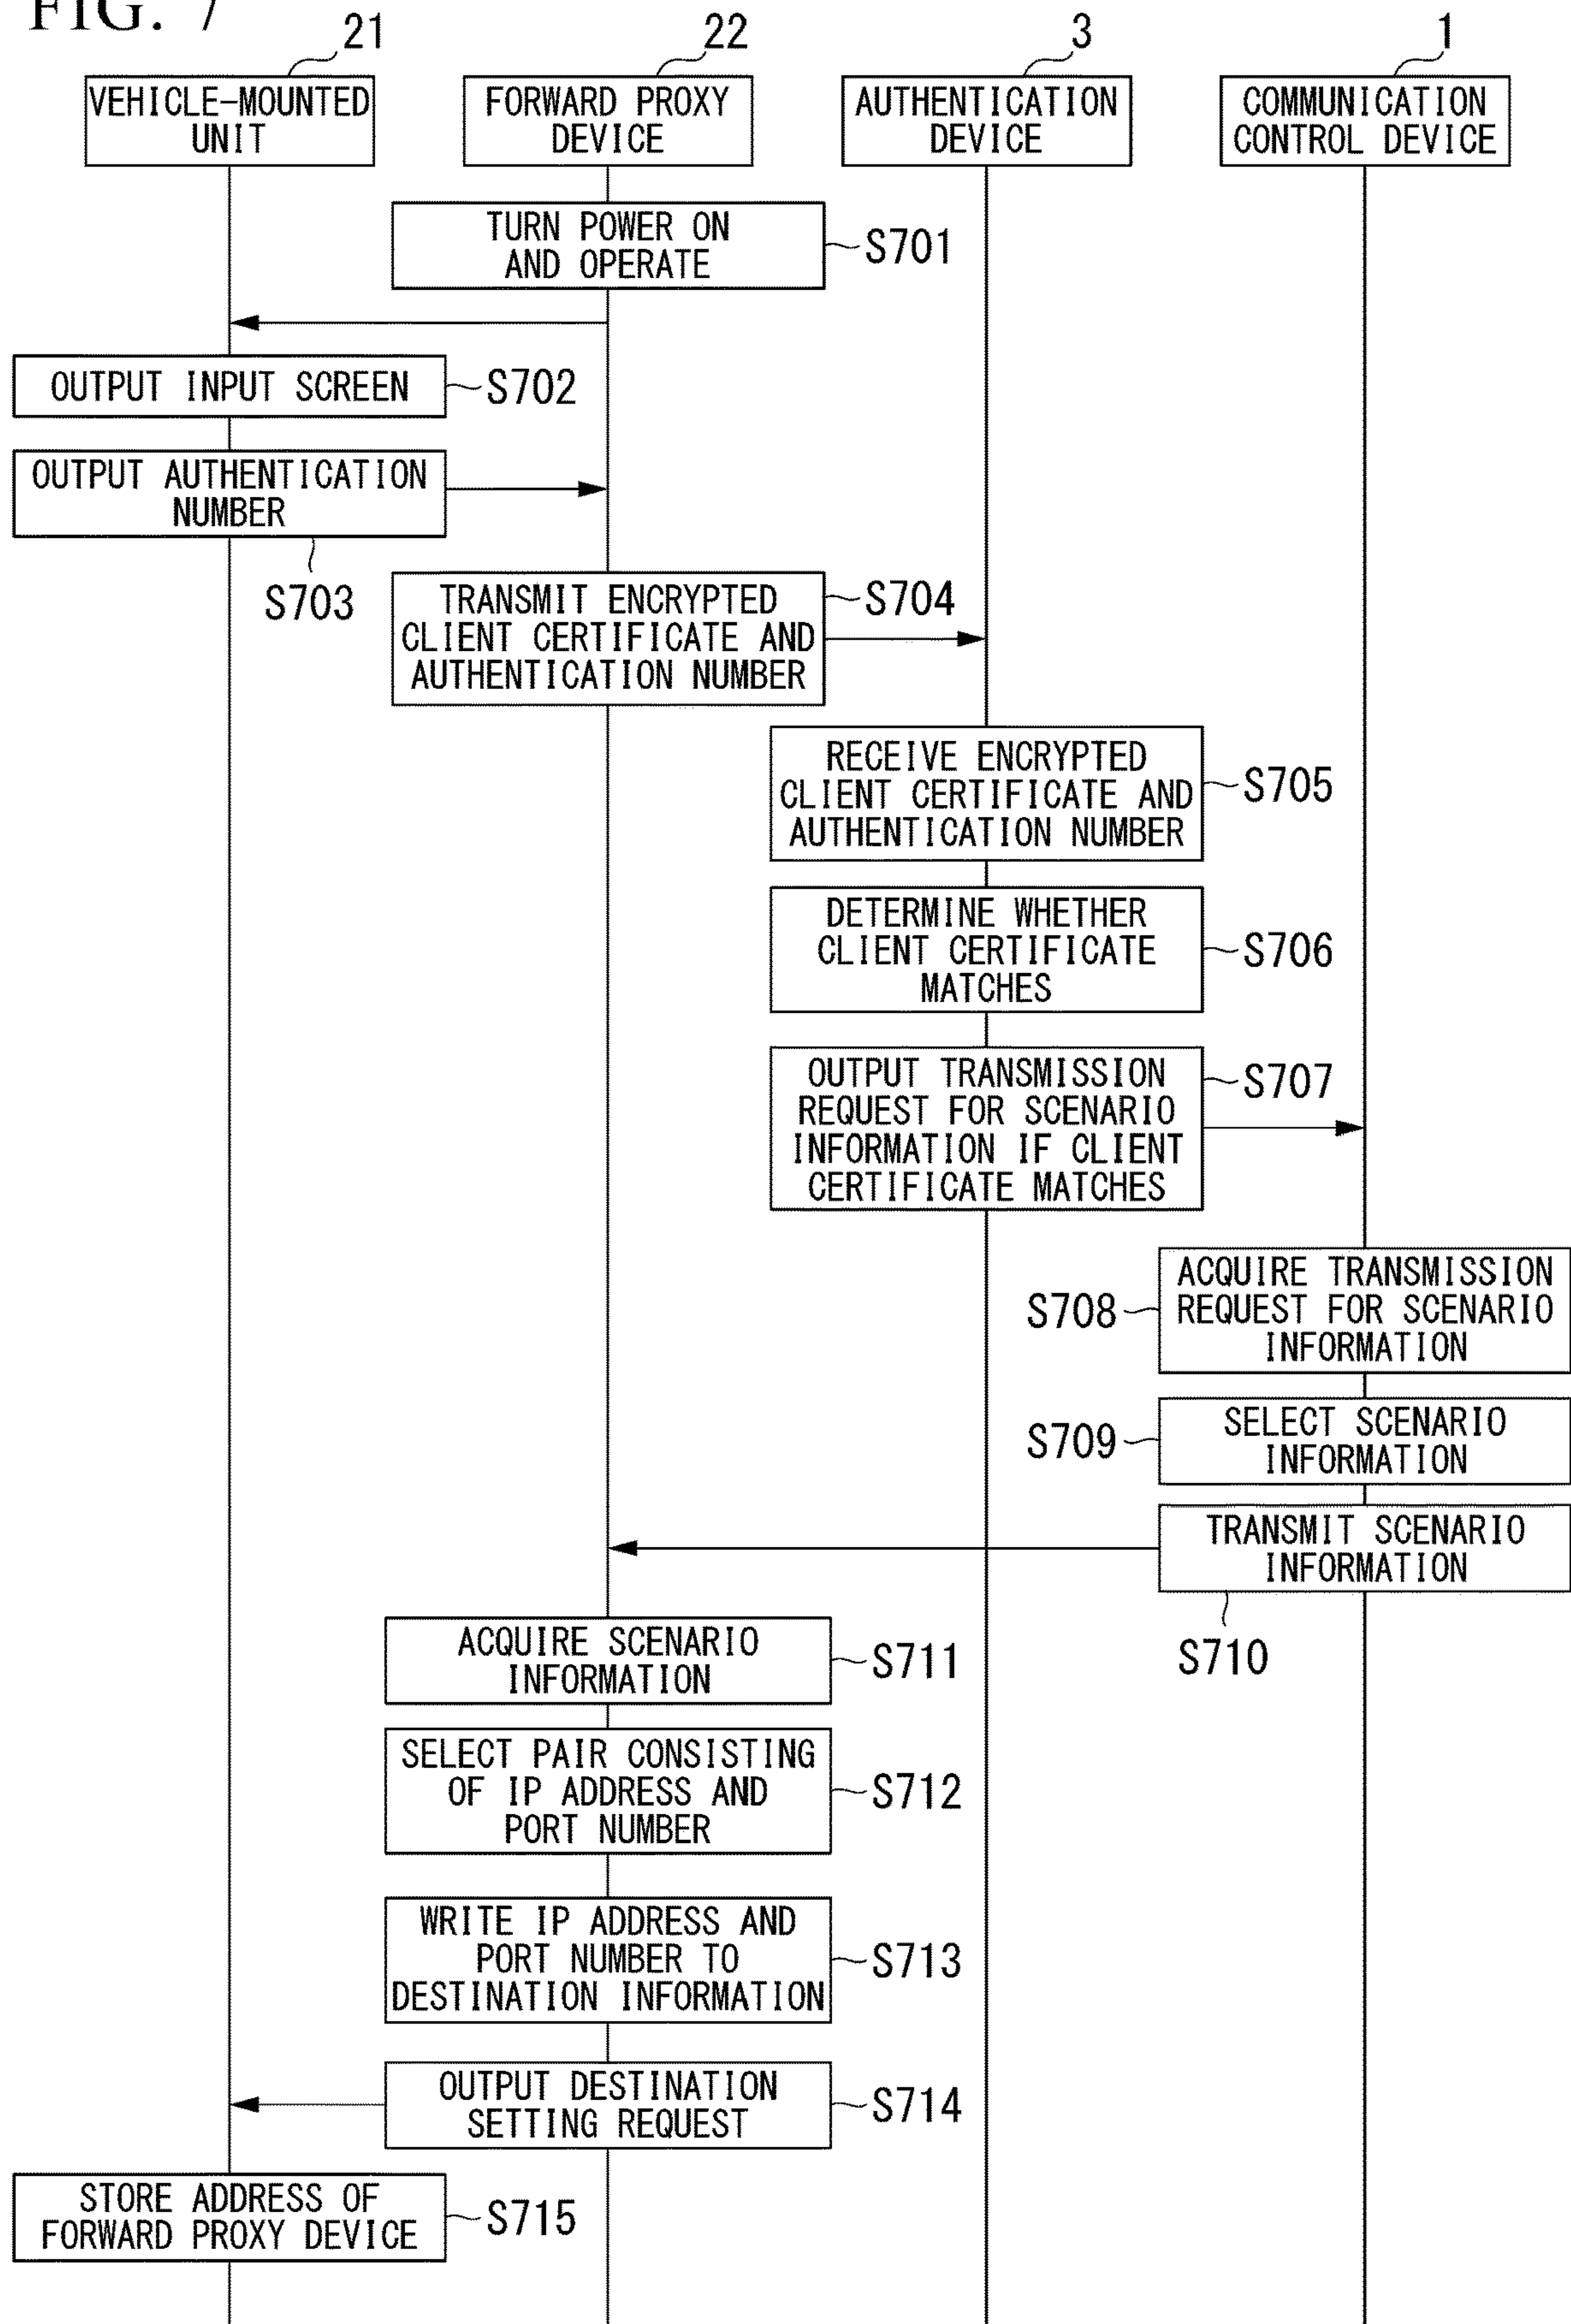 FIG. 7
21
22
3
1
VEHICLE-MOUNTED
UNIT
FORWARD PROXY
DEVICE
AUTHENTICATION
DEVICE
COMMUNICATION
CONTROL DEVICE
TURN POWER ON
AND OPERATE
S701
OUTPUT INPUT SCREEN
S702
OUTPUT AUTHENTICATION
NUMBER
S703
TRANSMIT ENCRYPTED
CLIENT CERTIFICATE AND
AUTHENTICATION NUMBER
S704
RECEIVE ENCRYPTED
CLIENT CERTIFICATE AND
AUTHENTICATION NUMBER
S705
DETERMINE WHETHER
CLIENT CERTIFICATE
MATCHES
S706
OUTPUT TRANSMISSION
REQUEST FOR SCENARIO
INFORMATION IF CLIENT
CERTIFICATE MATCHES
S707
ACQUIRE TRANSMISSION
REQUEST FOR SCENARIO
INFORMATION
S708
SELECT SCENARIO
INFORMATION
S709
TRANSMIT SCENARIO
INFORMATION
S710
ACQUIRE SCENARIO
INFORMATION
S711
SELECT PAIR CONSISTING
OF IP ADDRESS AND
PORT NUMBER
S712
WRITE IP ADDRESS AND
PORT NUMBER TO
DESTINATION INFORMATION
S713
OUTPUT DESTINATION
SETTING REQUEST
S714
STORE ADDRESS OF
FORWARD PROXY DEVICE
S715